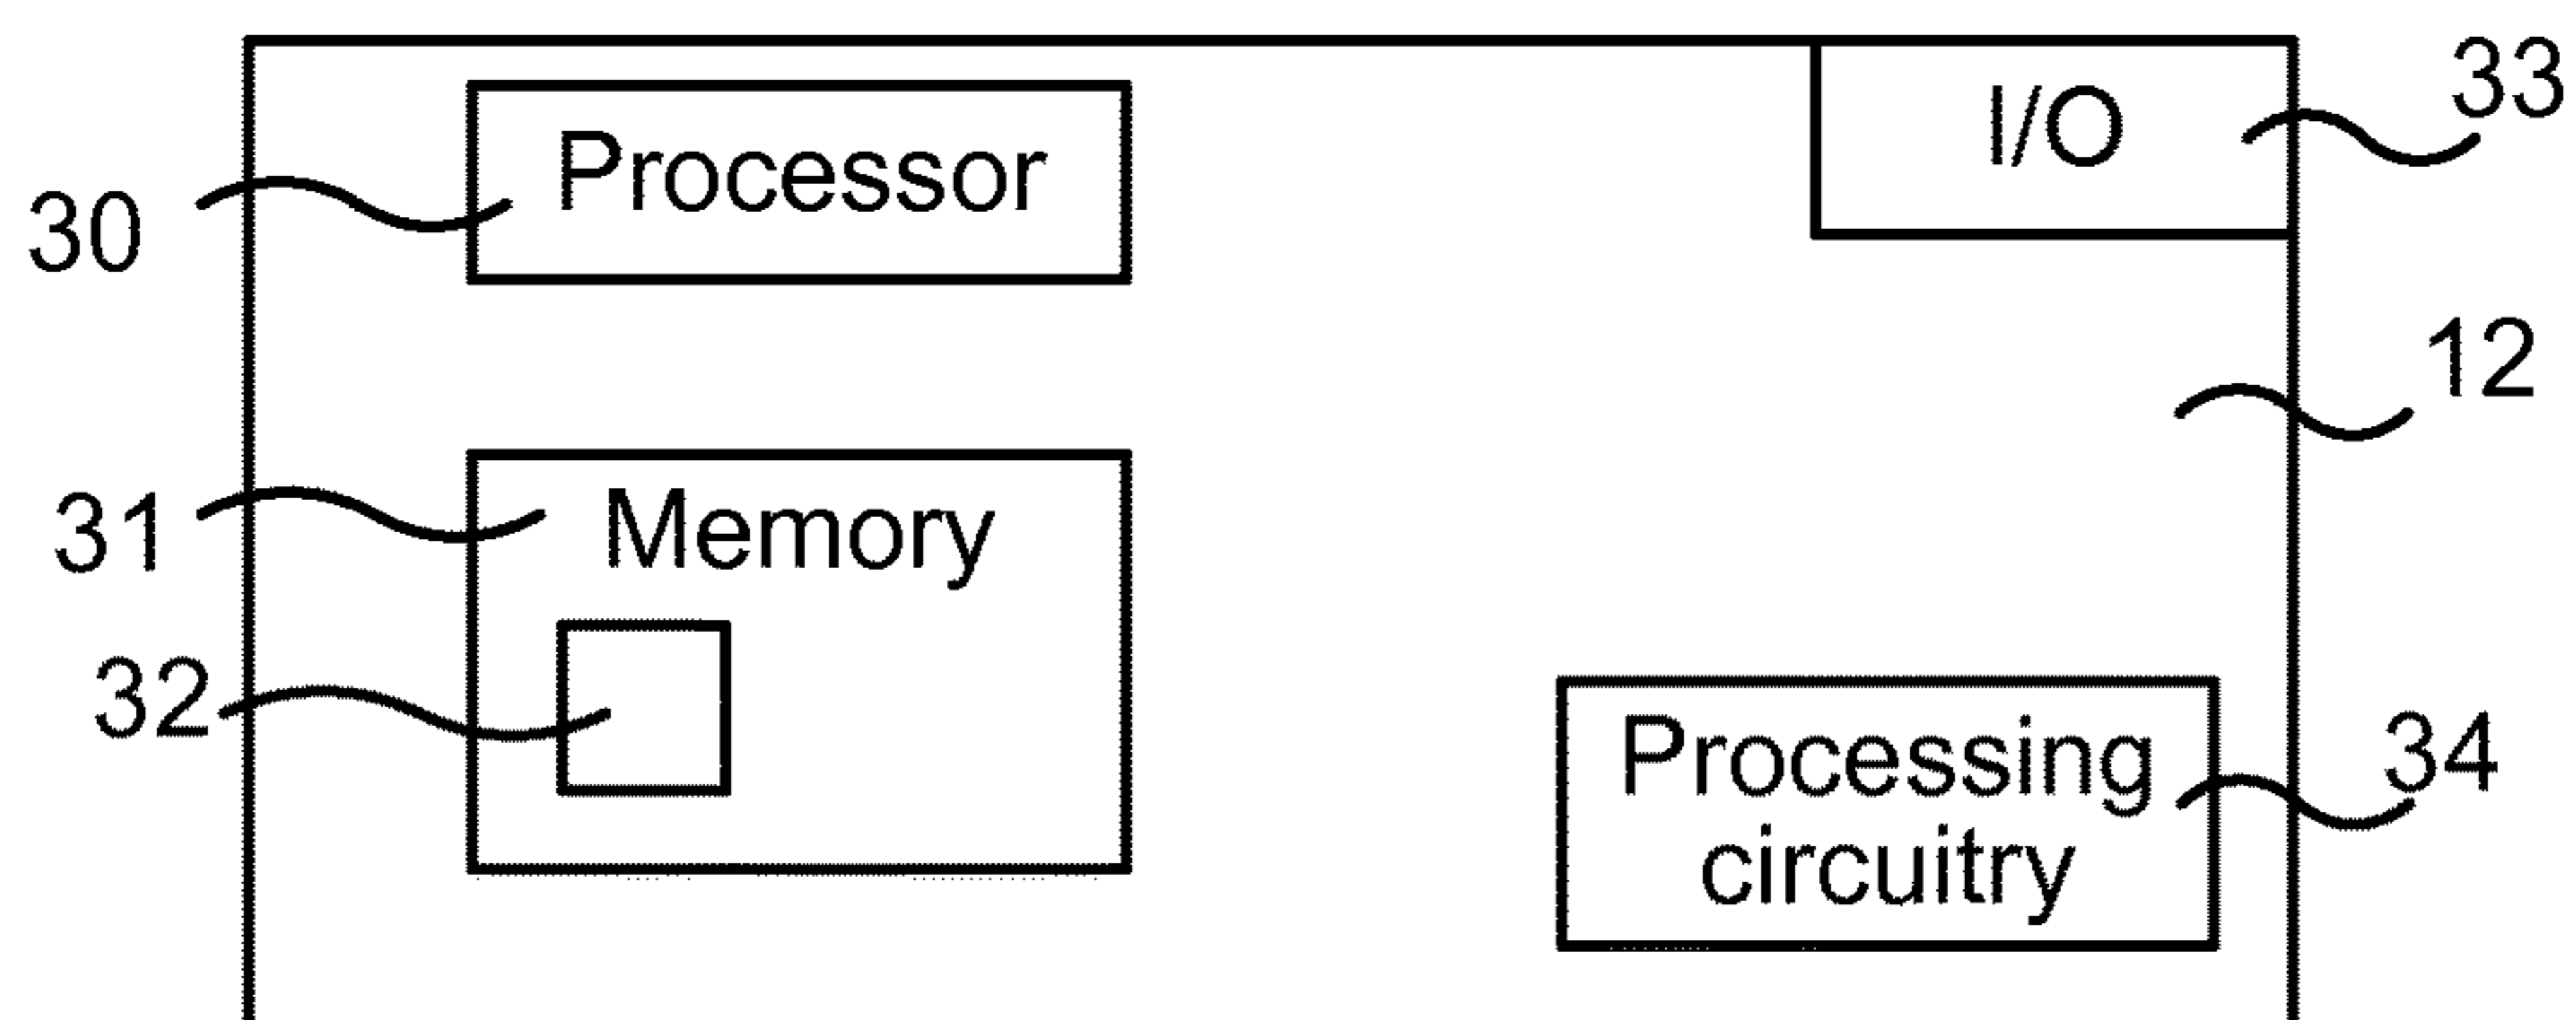 Processor
I/O
33
30
12
Memory
31
32
Processing
circuitry
34